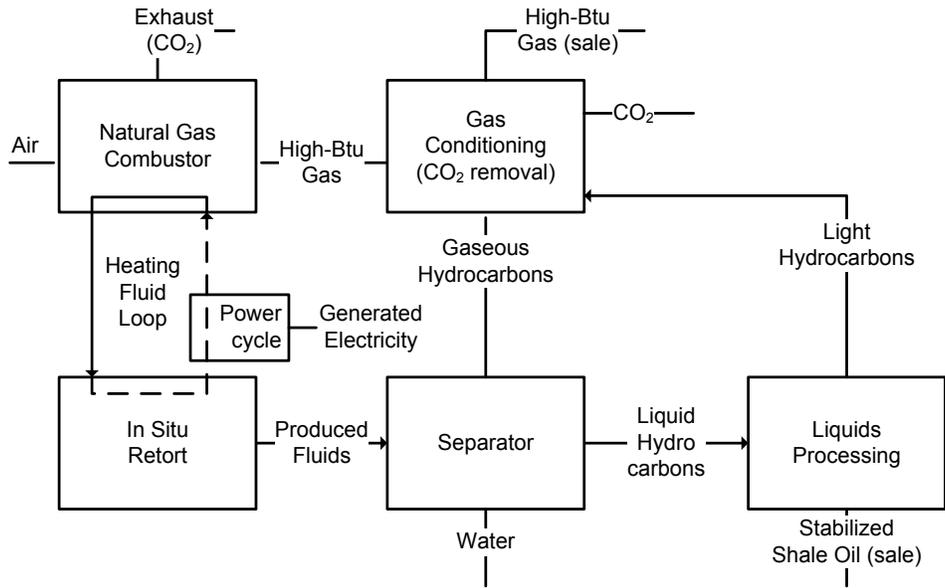 Exhaust
(CO₂)
High-Btu
Gas (sale)
Air
Natural Gas
Combustor
High-Btu
Gas
Gas
Conditioning
(CO₂ removal)
CO₂
Heating
Fluid
Loop
Power
cycle
Generated
Electricity
Gaseous
Hydrocarbons
Light
Hydrocarbons
In Situ
Retort
Produced
Fluids
Separator
Liquid
Hydro
carbons
Liquids
Processing
Water
Stabilized
Shale Oil (sale)